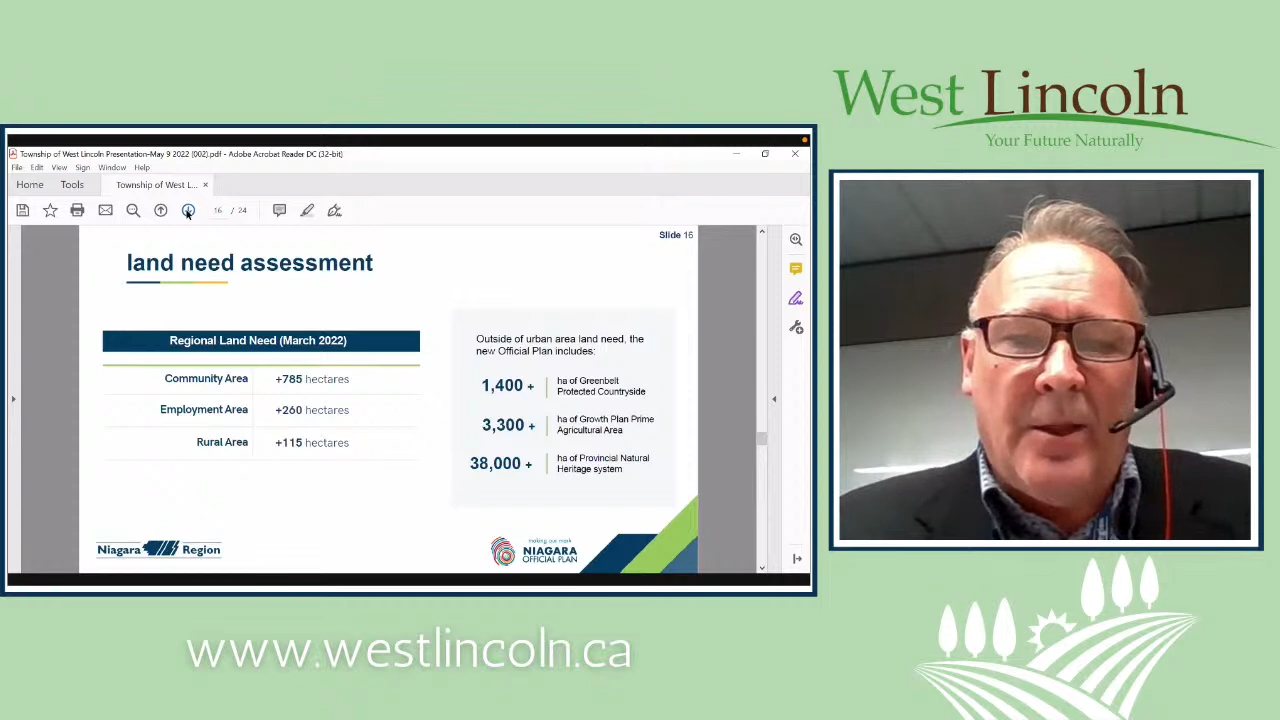 West Lincoln
Your Future Naturally
Township of West Lincoln Presentation-May 9 2022 (002).pdf - Adobe Acrobat Reader DC (32-bit)
File Edit View Sign Window Help
Home Tools Township of West L... ×
16 / 24
Slide 16
land need assessment
Regional Land Need (March 2022)
Community Area +785 hectares
Employment Area +260 hectares
Rural Area +115 hectares
Outside of urban area land need, the
new Official Plan includes:
1,400 + ha of Greenbelt
Protected Countryside
3,300 + ha of Growth Plan Prime
Agricultural Area
38,000 + ha of Provincial Natural
Heritage system
Niagara Region
making our mark
NIAGARA
OFFICIAL PLAN
www.westlincoln.ca